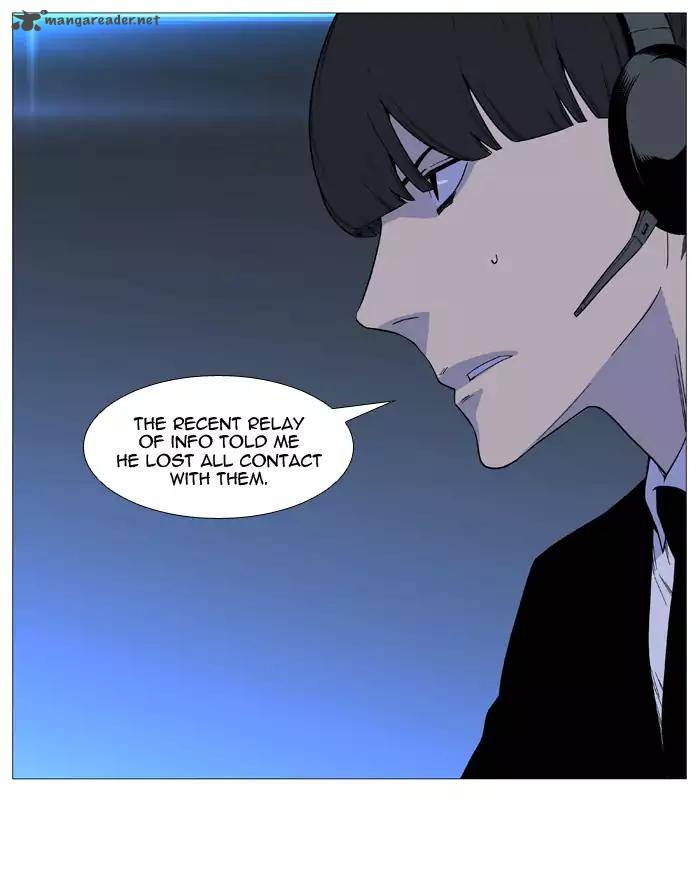 mangareader.net
THE RECENT RELAY
OF INFO TOLD ME
HE LOST ALL CONTACT
WITH THEM.